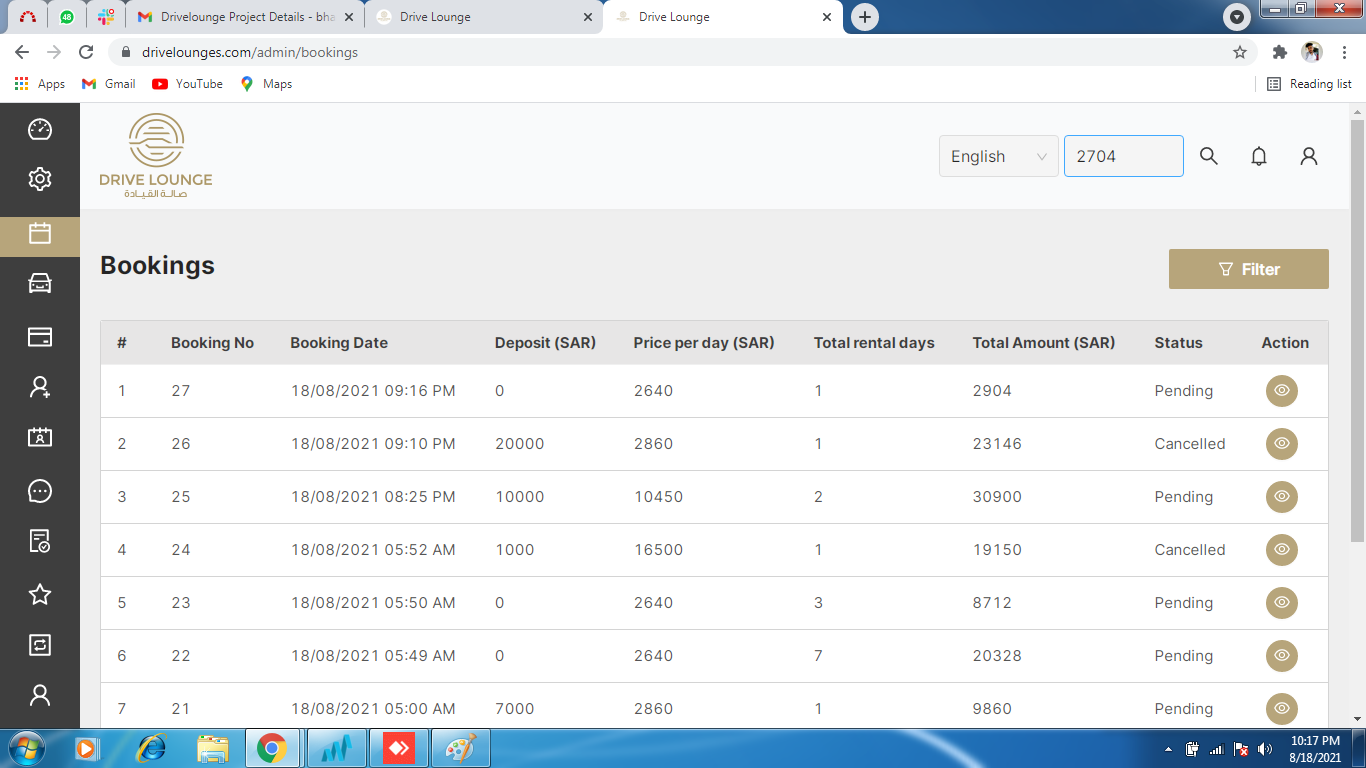 48
Drivelounge Project Details - bha
Drive Lounge
Drive Lounge
drivelounges.com/admin/bookings
Apps
Gmail
YouTube
Maps
Reading list
DRIVE LOUNGE
صالة القيادة
English
2704
Bookings
Filter
# Booking No Booking Date Deposit (SAR) Price per day (SAR) Total rental days Total Amount (SAR) Status Action
1 27 18/08/2021 09:16 PM 0 2640 1 2904 Pending
2 26 18/08/2021 09:10 PM 20000 2860 1 23146 Cancelled
3 25 18/08/2021 08:25 PM 10000 10450 2 30900 Pending
4 24 18/08/2021 05:52 AM 1000 16500 1 19150 Cancelled
5 23 18/08/2021 05:50 AM 0 2640 3 8712 Pending
6 22 18/08/2021 05:49 AM 0 2640 7 20328 Pending
7 21 18/08/2021 05:00 AM 7000 2860 1 9860 Pending
10:17 PM
8/18/2021